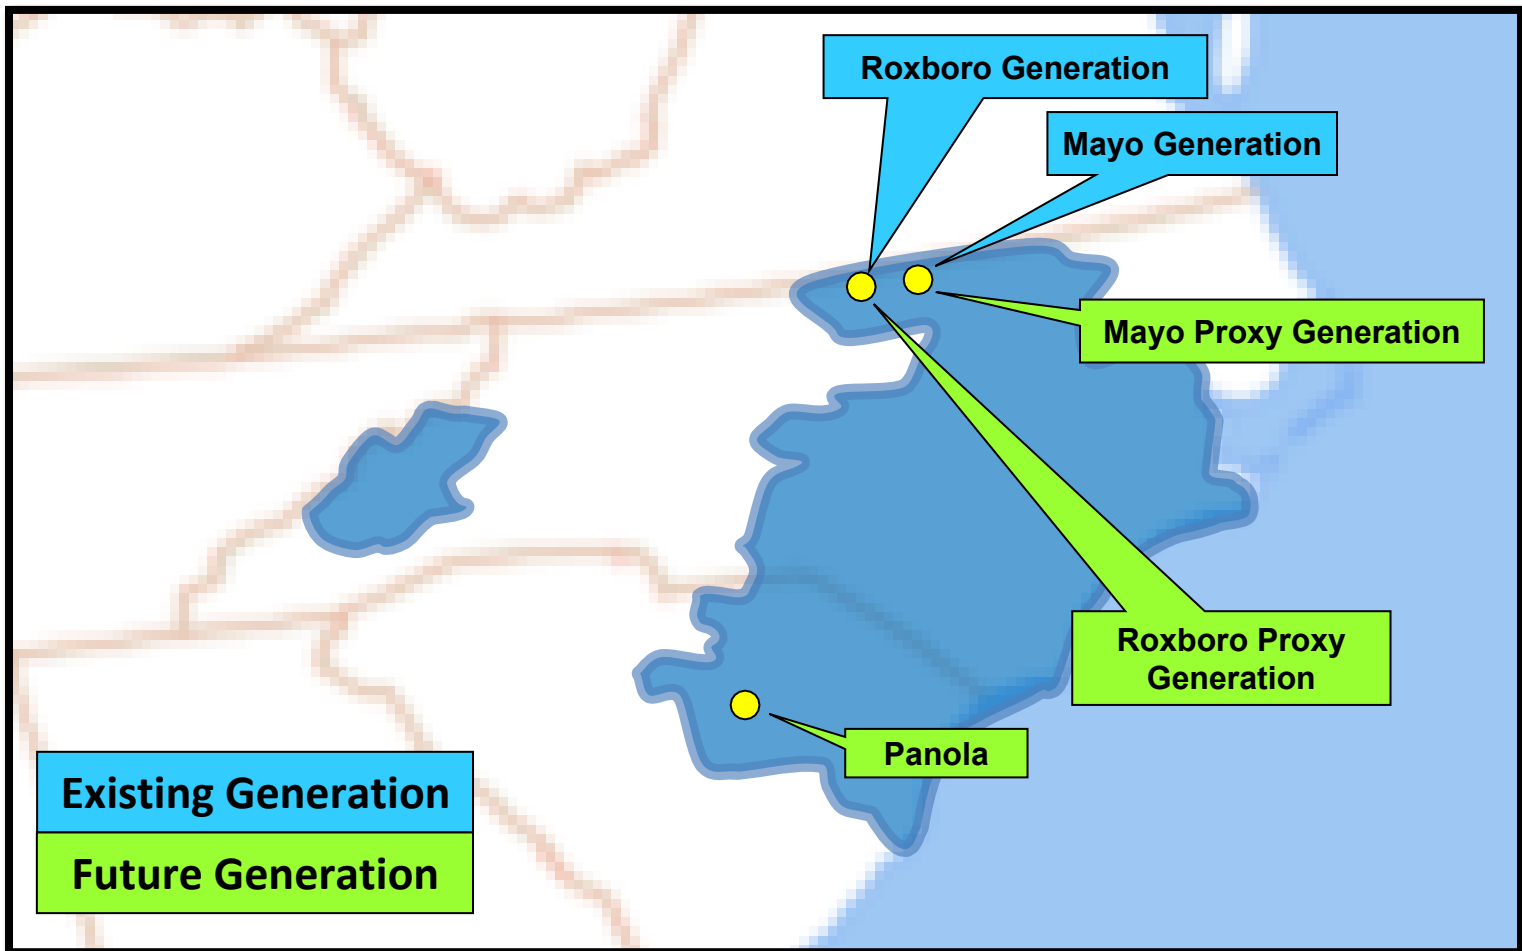 Roxboro Generation
Mayo Generation
Mayo Proxy Generation
Roxboro Proxy
Generation
Panola
Existing Generation
Future Generation